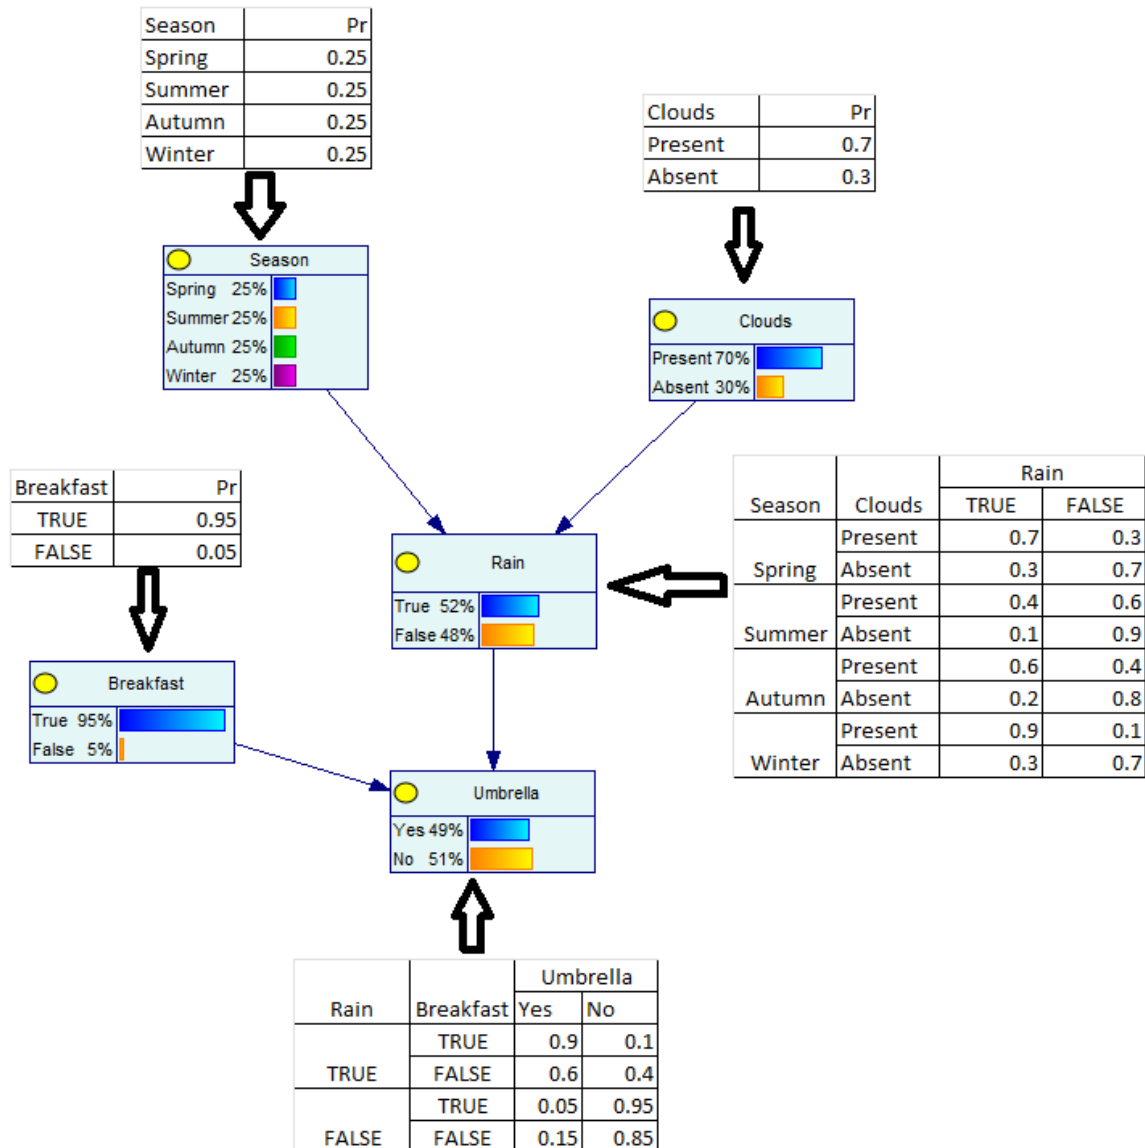 Season Pr
Spring 0.25
Summer 0.25
Autumn 0.25
Winter 0.25
Clouds Pr
Present 0.7
Absent 0.3
Season
Spring 25%
Summer 25%
Autumn 25%
Winter 25%
Clouds
Present 70%
Absent 30%
Breakfast Pr
TRUE 0.95
FALSE 0.05
Rain
Season Clouds TRUE FALSE
Present 0.7 0.3
Spring Absent 0.3 0.7
Present 0.4 0.6
Summer Absent 0.1 0.9
Present 0.6 0.4
Autumn Absent 0.2 0.8
Present 0.9 0.1
Winter Absent 0.3 0.7
Rain
True 52%
False 48%
Breakfast
True 95%
False 5%
Umbrella
Yes 49%
No 51%
Umbrella
Rain Breakfast Yes No
TRUE 0.9 0.1
TRUE FALSE 0.6 0.4
TRUE 0.05 0.95
FALSE FALSE 0.15 0.85